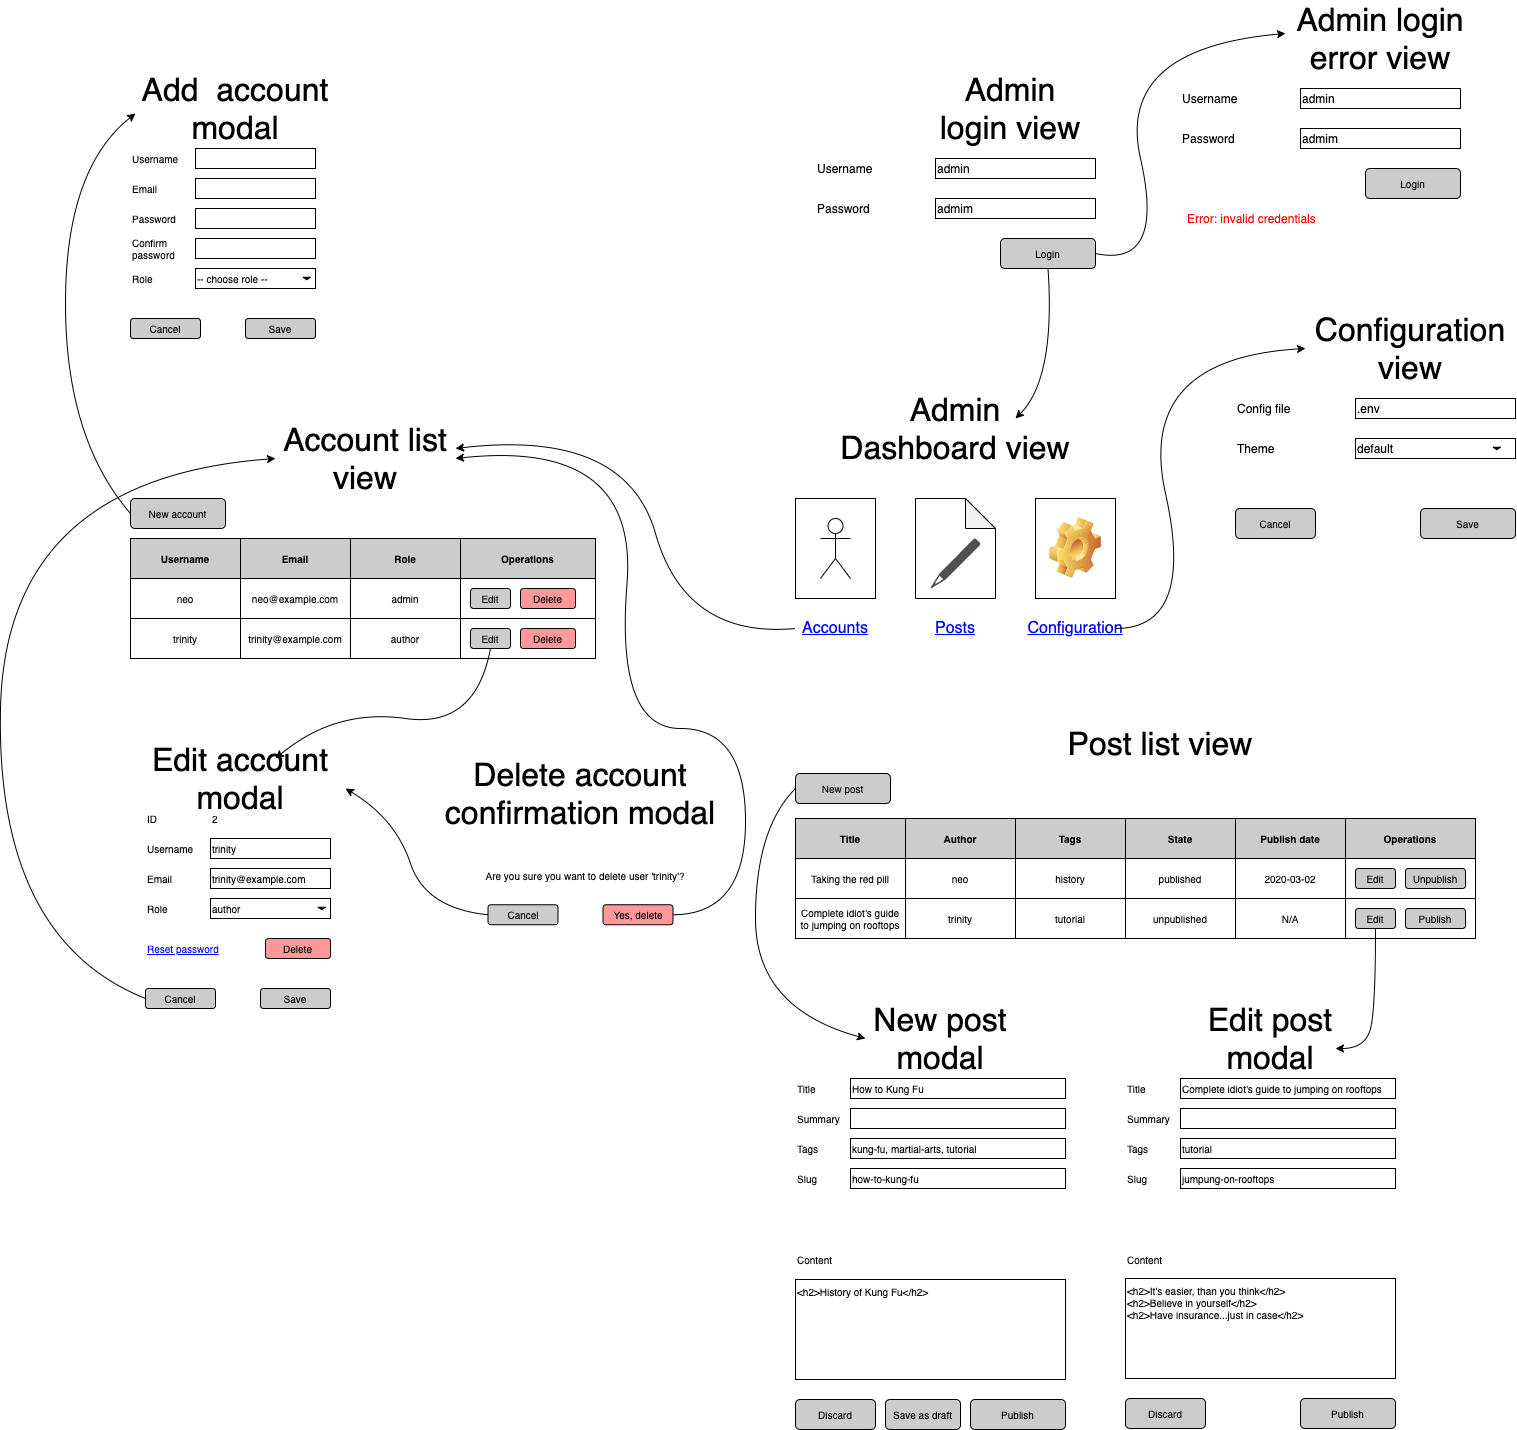 Add  account
modal
Username
Email
Password
Confirm
password
Role
-- choose role --
Cancel
Save
Admin
login view
Username
admin
Password
admim
Login
Admin login
error view
Username
admin
Password
admim
Login
Error: invalid credentials
Configuration
view
Config file
.env
Theme
default
Cancel
Save
Admin
Dashboard view
Accounts
Posts
Configuration
Account list
view
New account
Username
Email
Role
Operations
neo
neo@example.com
admin
Edit
Delete
trinity
trinity@example.com
author
Edit
Delete
Edit account
modal
ID
2
Username
trinity
Email
trinity@example.com
Role
author
Reset password
Delete
Cancel
Save
Delete account
confirmation modal
Are you sure you want to delete user 'trinity'?
Cancel
Yes, delete
Post list view
New post
Title
Author
Tags
State
Publish date
Operations
Taking the red pill
neo
history
published
2020-03-02
Edit
Unpublish
Complete idiot's guide
to jumping on rooftops
trinity
tutorial
unpublished
N/A
Edit
Publish
New post
modal
Title
How to Kung Fu
Summary
Tags
kung-fu, martial-arts, tutorial
Slug
how-to-kung-fu
Content
<h2>History of Kung Fu</h2>
Discard
Save as draft
Publish
Edit post
modal
Title
Complete idiot's guide to jumping on rooftops
Summary
Tags
tutorial
Slug
jumpung-on-rooftops
Content
<h2>It's easier, than you think</h2>
<h2>Believe in yourself</h2>
<h2>Have insurance...just in case</h2>
Discard
Publish